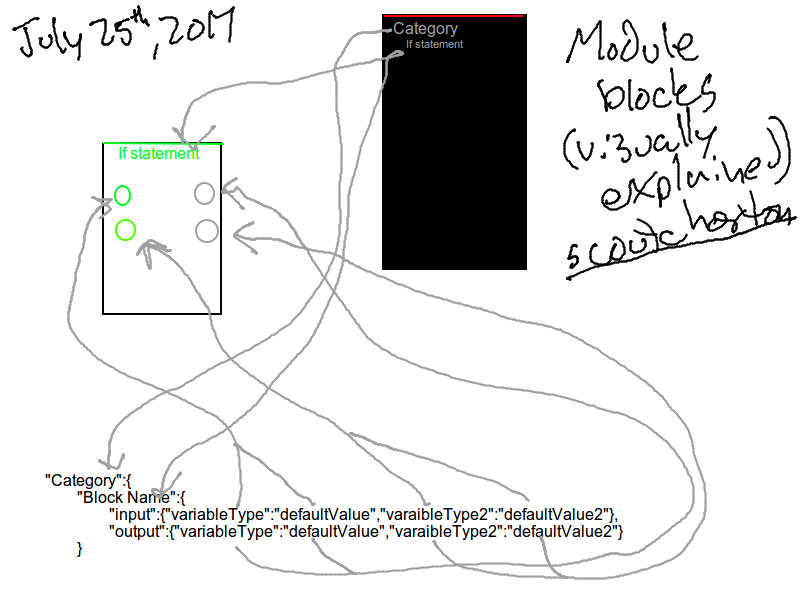 July 25th, 2017
Category
If statement
Module
blocks
(vizually
explained)
scoutchorton
If statement
"Category":{
"Block Name":{
"input":{"variableType":"defaultValue","varaibleType2":"defaultValue2"},
"output":{"variableType":"defaultValue","varaibleType2":"defaultValue2"}
}